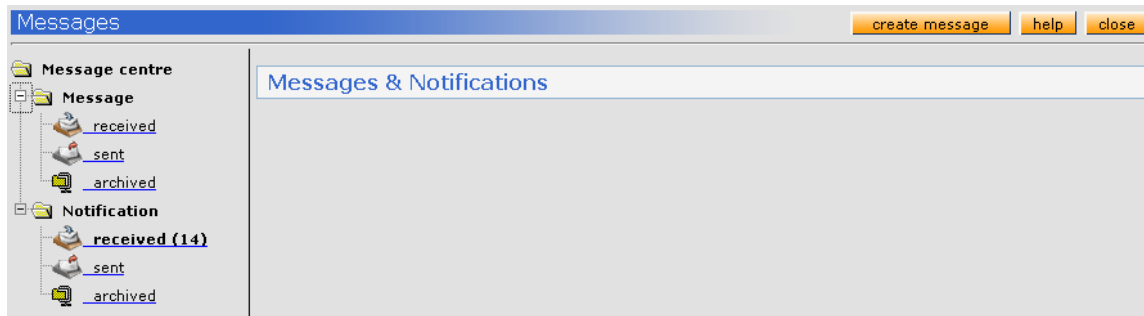 Messages
create message
help
close
Message centre
Message
received
sent
archived
Notification
received (14)
sent
archived
Messages & Notifications